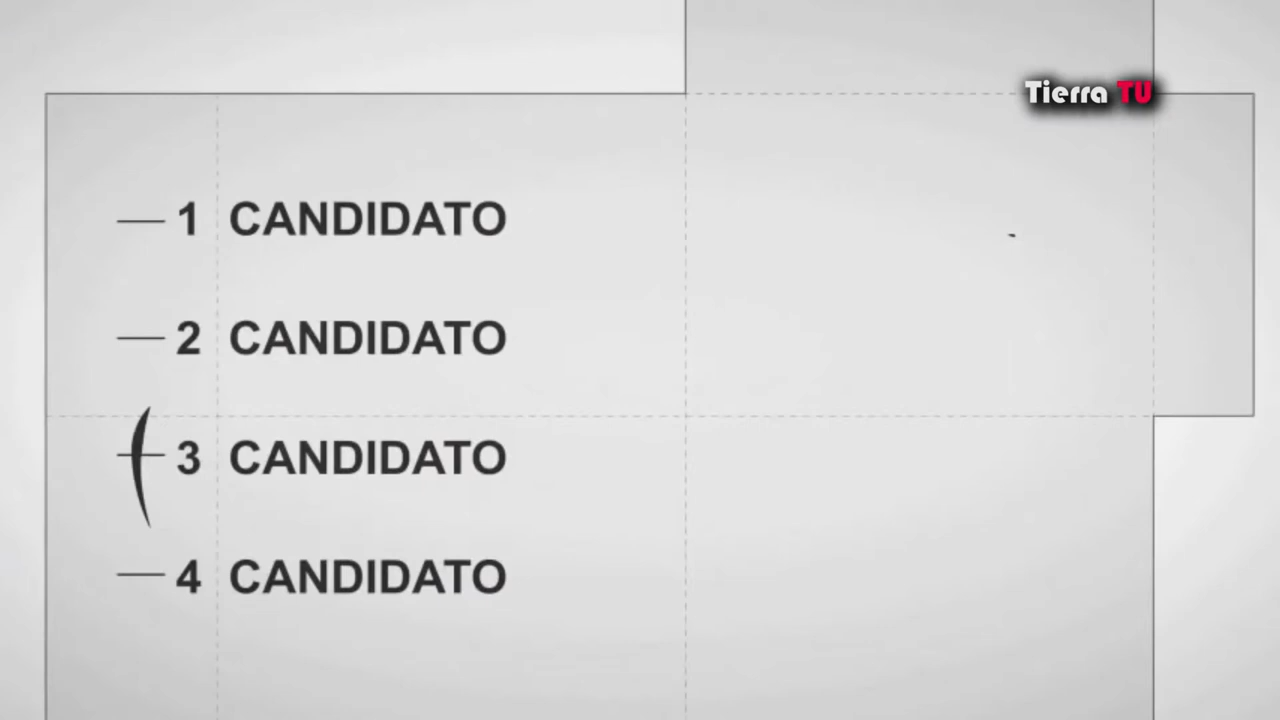 Tierra TU
1 CANDIDATO
2 CANDIDATO
( 3 CANDIDATO
4 CANDIDATO